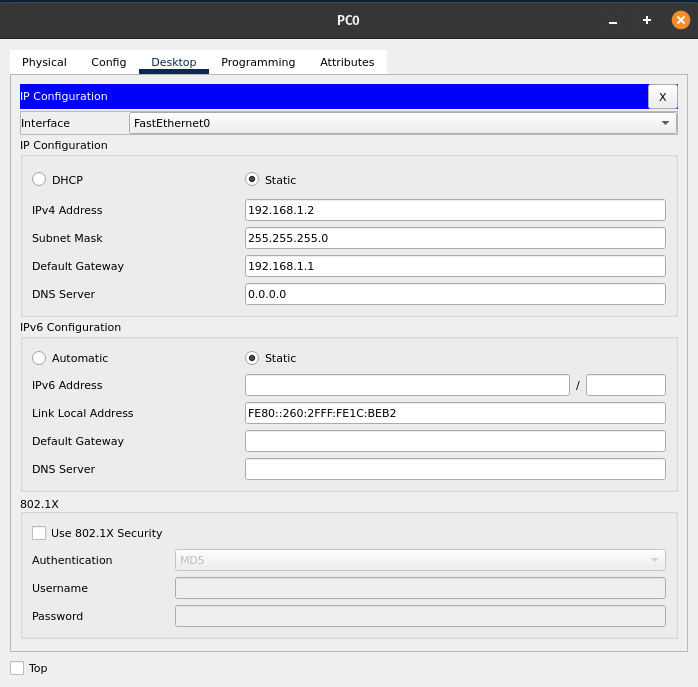 PC0
Physical Config Desktop Programming Attributes
IP Configuration X
Interface FastEthernet0
IP Configuration
DHCP Static
IPv4 Address 192.168.1.2
Subnet Mask 255.255.255.0
Default Gateway 192.168.1.1
DNS Server 0.0.0.0
IPv6 Configuration
Automatic Static
IPv6 Address /
Link Local Address FE80::260:2FFF:FE1C:BEB2
Default Gateway
DNS Server
802.1X
Use 802.1X Security
Authentication MD5
Username
Password
Top